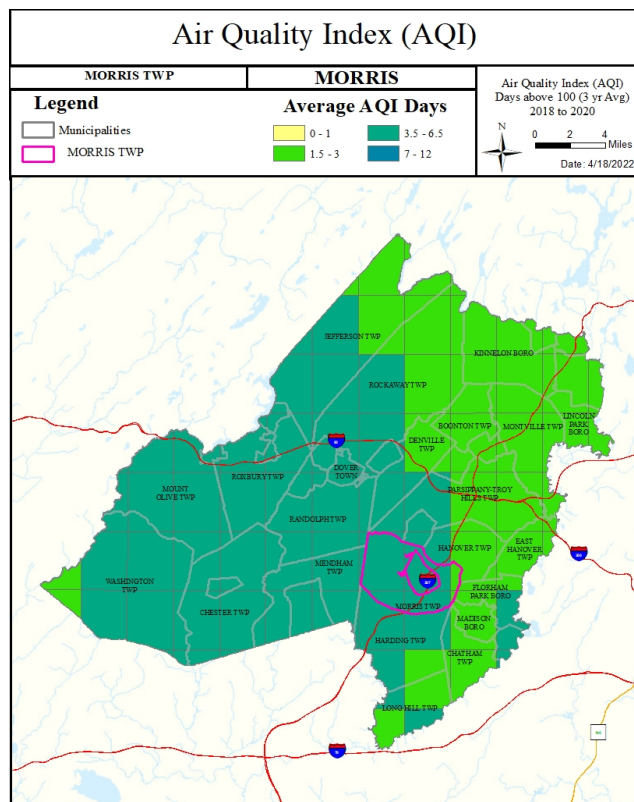 Air Quality Index (AQI)
MORRIS TWP
MORRIS
Legend
Municipalities
MORRIS TWP
Average AQI Days
0 - 1
1.5 - 3
3.5 - 6.5
7 - 12
Air Quality Index (AQI)
Days above 100 (3 yr Avg)
2018 to 2020
N
0 2 4
Miles
Date: 4/18/2022
JEFFERSON TWP
KINNELON BORO
ROCKAWAY TWP
LINCOLN
PARK
BORO
BOONTON TWP
MONTVILLE TWP
DENVILLE
TWP
DOVER
TOWN
ROXBURY TWP
MOUNT
OLIVE TWP
PARSIPPANY-TROY
HILLS TWP
RANDOLPH TWP
HANOVER TWP
EAST
HANOVER
TWP
MENDHAM
TWP
WASHINGTON
TWP
CHESTER TWP
FLORHAM
PARK BORO
MORRIS TWP
MADISON
BORO
HARDING TWP
CHATHAM
TWP
LONG HILL TWP